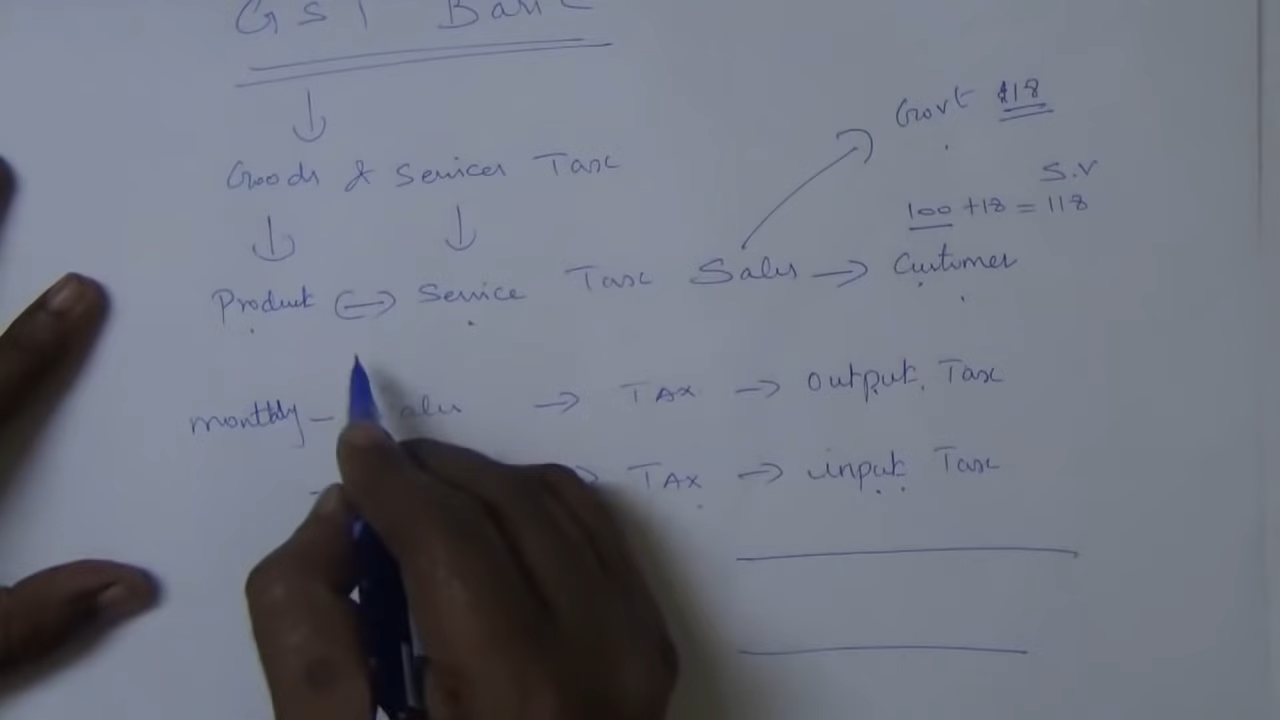 GST Basic
Goods & Services Tax
Govt $18
S.V
100 +18 = 118
Product Service Tax Sales → Customer
monthly - Sales → TAX → output Tax
→ TAX → input Tax